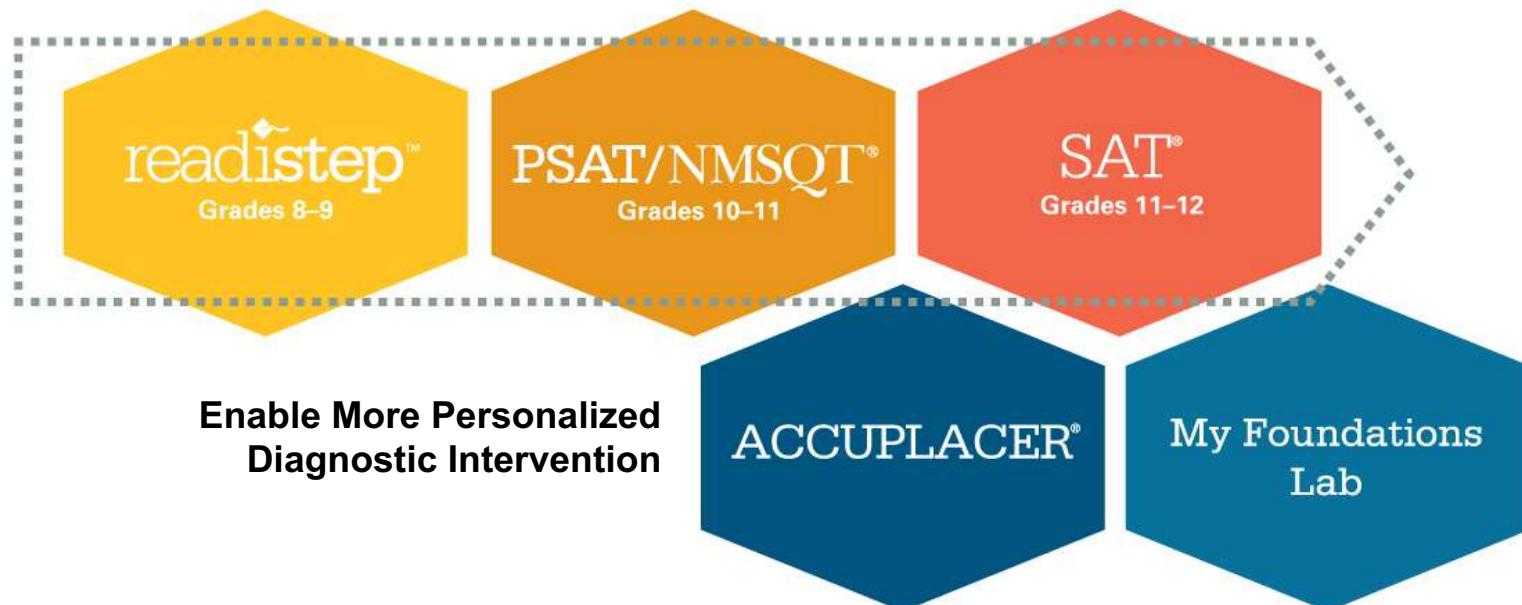 readistep™
Grades 8–9
PSAT/NMSQT®
Grades 10–11
SAT®
Grades 11–12
Enable More Personalized
Diagnostic Intervention
ACCUPLACER®
My Foundations
Lab